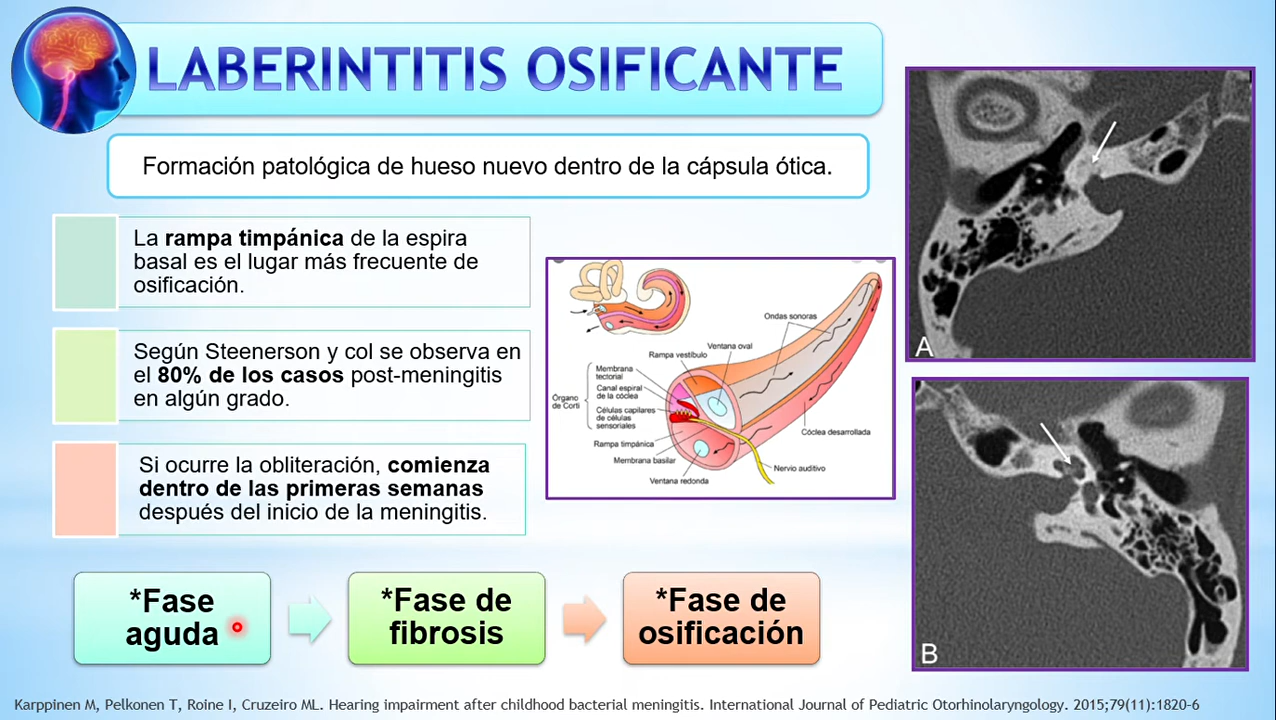 LABERINTITIS OSIFICANTE
Formación patológica de hueso nuevo dentro de la cápsula ótica.
La rampa timpánica de la espira
basal es el lugar más frecuente de
osificación.
Según Steenerson y col se observa en
el 80% de los casos post-meningitis
en algún grado.
Si ocurre la obliteración, comienza
dentro de las primeras semanas
después del inicio de la meningitis.
Ondas sonoras
Ventana oval
Rampa vestíbulo
Membrana
tectorial
Órgano
de Corti
Canal espiral
de la cóclea
Células capilares
de células
sensoriales
Rampa timpánica
Membrana basilar
Ventana redonda
Cóclea desarrollada
Nervio auditivo
A
B
*Fase
aguda
*Fase de
fibrosis
*Fase de
osificación
Karppinen M, Pelkonen T, Roine I, Cruzeiro ML. Hearing impairment after childhood bacterial meningitis. International Journal of Pediatric Otorhinolaryngology. 2015;79(11):1820-6